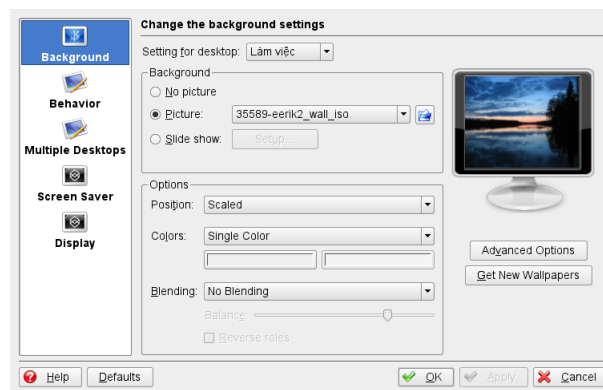 Change the background settings
Background
Behavior
Multiple Desktops
Screen Saver
Display
Setting for desktop: Làm việc
Background
No picture
Picture: 35589-eerik2_wall_iso
Slide show: Setup...
Options
Position: Scaled
Colors: Single Color
Blending: No Blending
Balance:
Reverse roles
Advanced Options
Get New Wallpapers
Help Defaults OK Apply Cancel